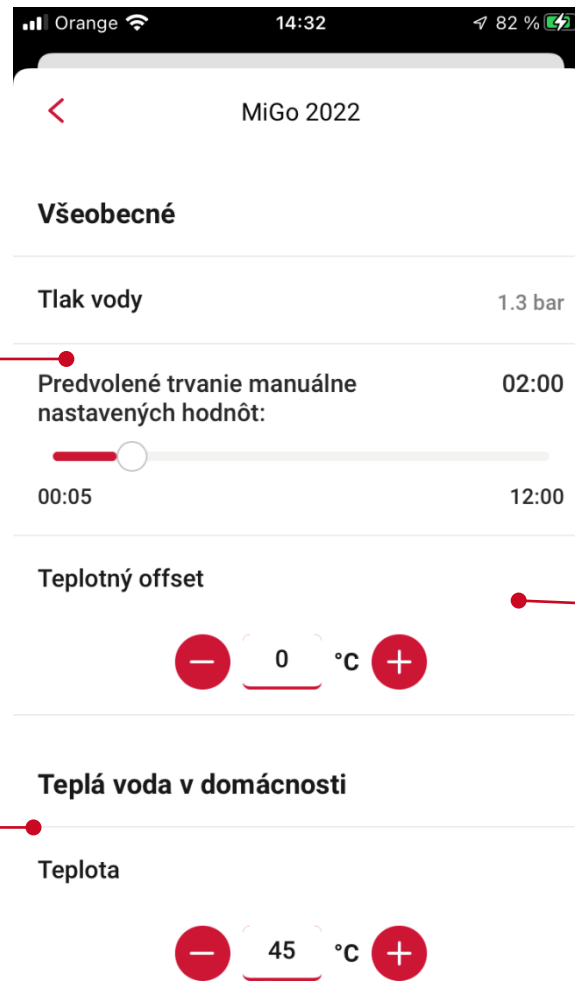 Orange 14:32 82 %
MiGo 2022
Všeobecné
Tlak vody 1.3 bar
Predvolené trvanie manuálne 02:00
nastavených hodnôt:
00:05 12:00
Teplotný offset
0 °C
Teplá voda v domácnosti
Teplota
45 °C